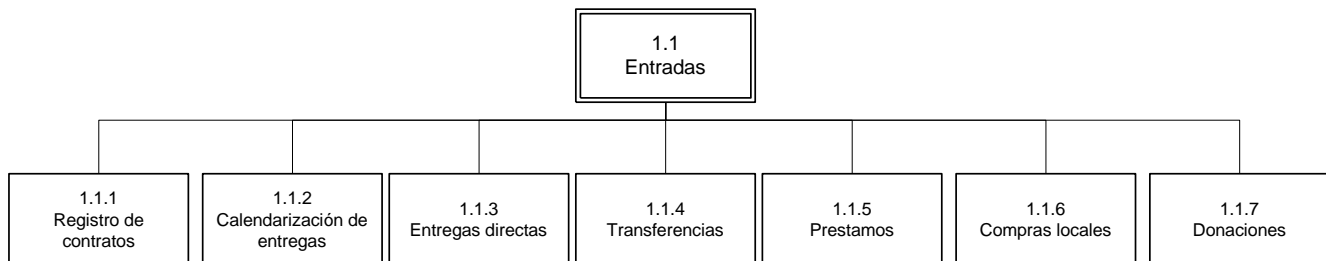 1.1
Entradas
1.1.1
Registro de
contratos
1.1.2
Calendarización de
entregas
1.1.3
Entregas directas
1.1.4
Transferencias
1.1.5
Prestamos
1.1.6
Compras locales
1.1.7
Donaciones